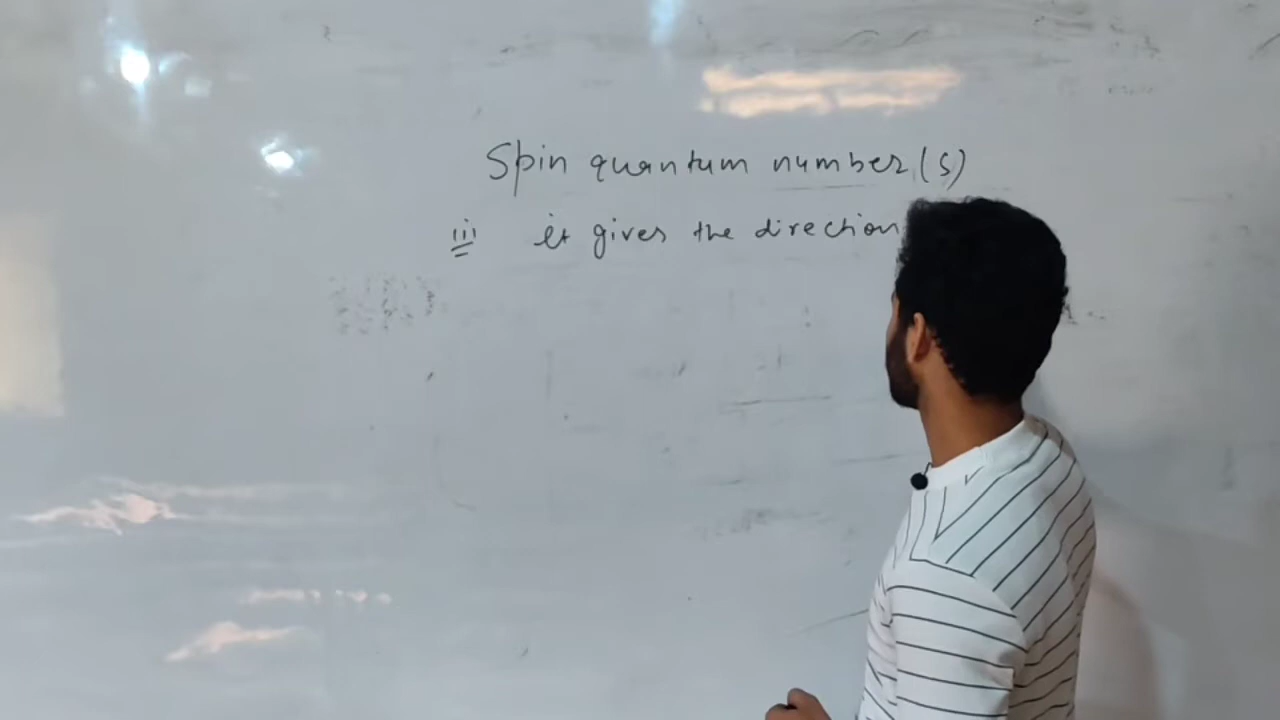 Spin quantum number (s)
iii it gives the direction